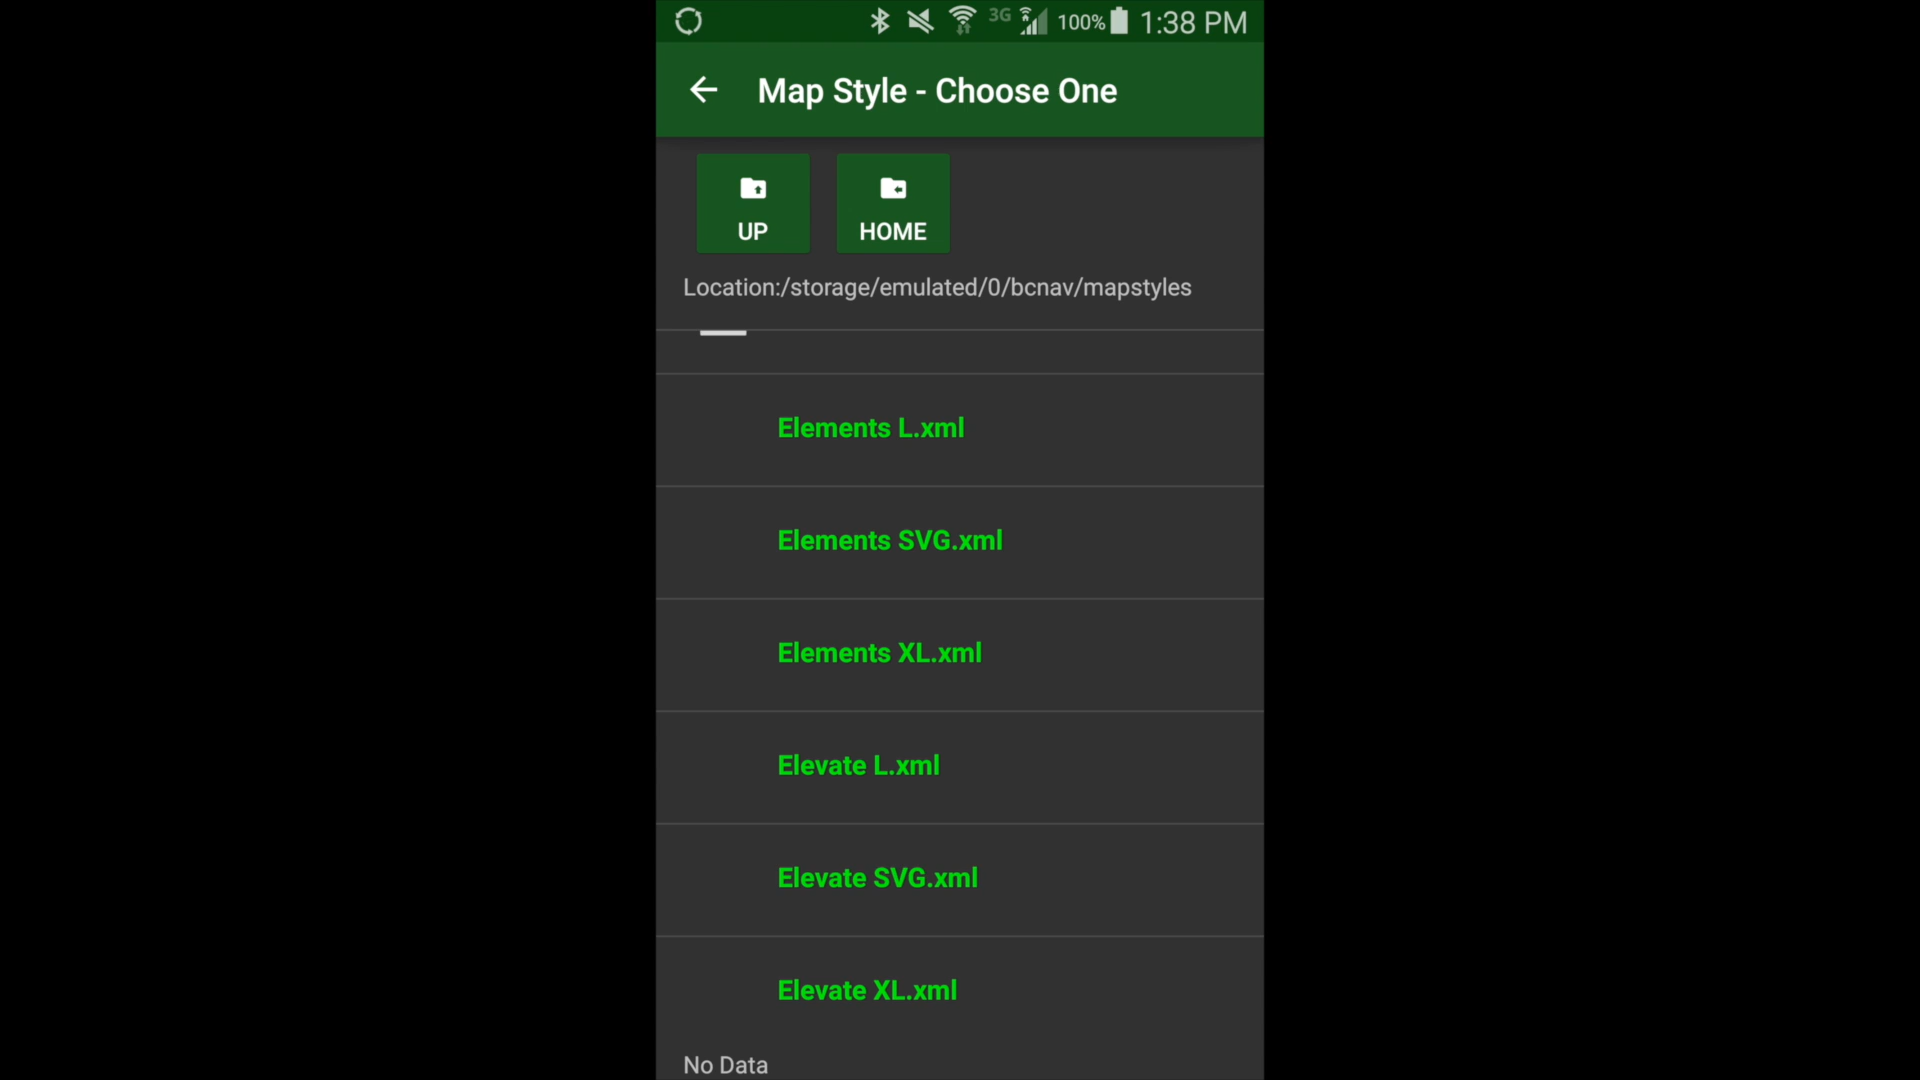 3G 100% 1:38 PM
Map Style - Choose One
UP HOME
Location:/storage/emulated/0/bcnav/mapstyles
Elements L.xml
Elements SVG.xml
Elements XL.xml
Elevate L.xml
Elevate SVG.xml
Elevate XL.xml
No Data